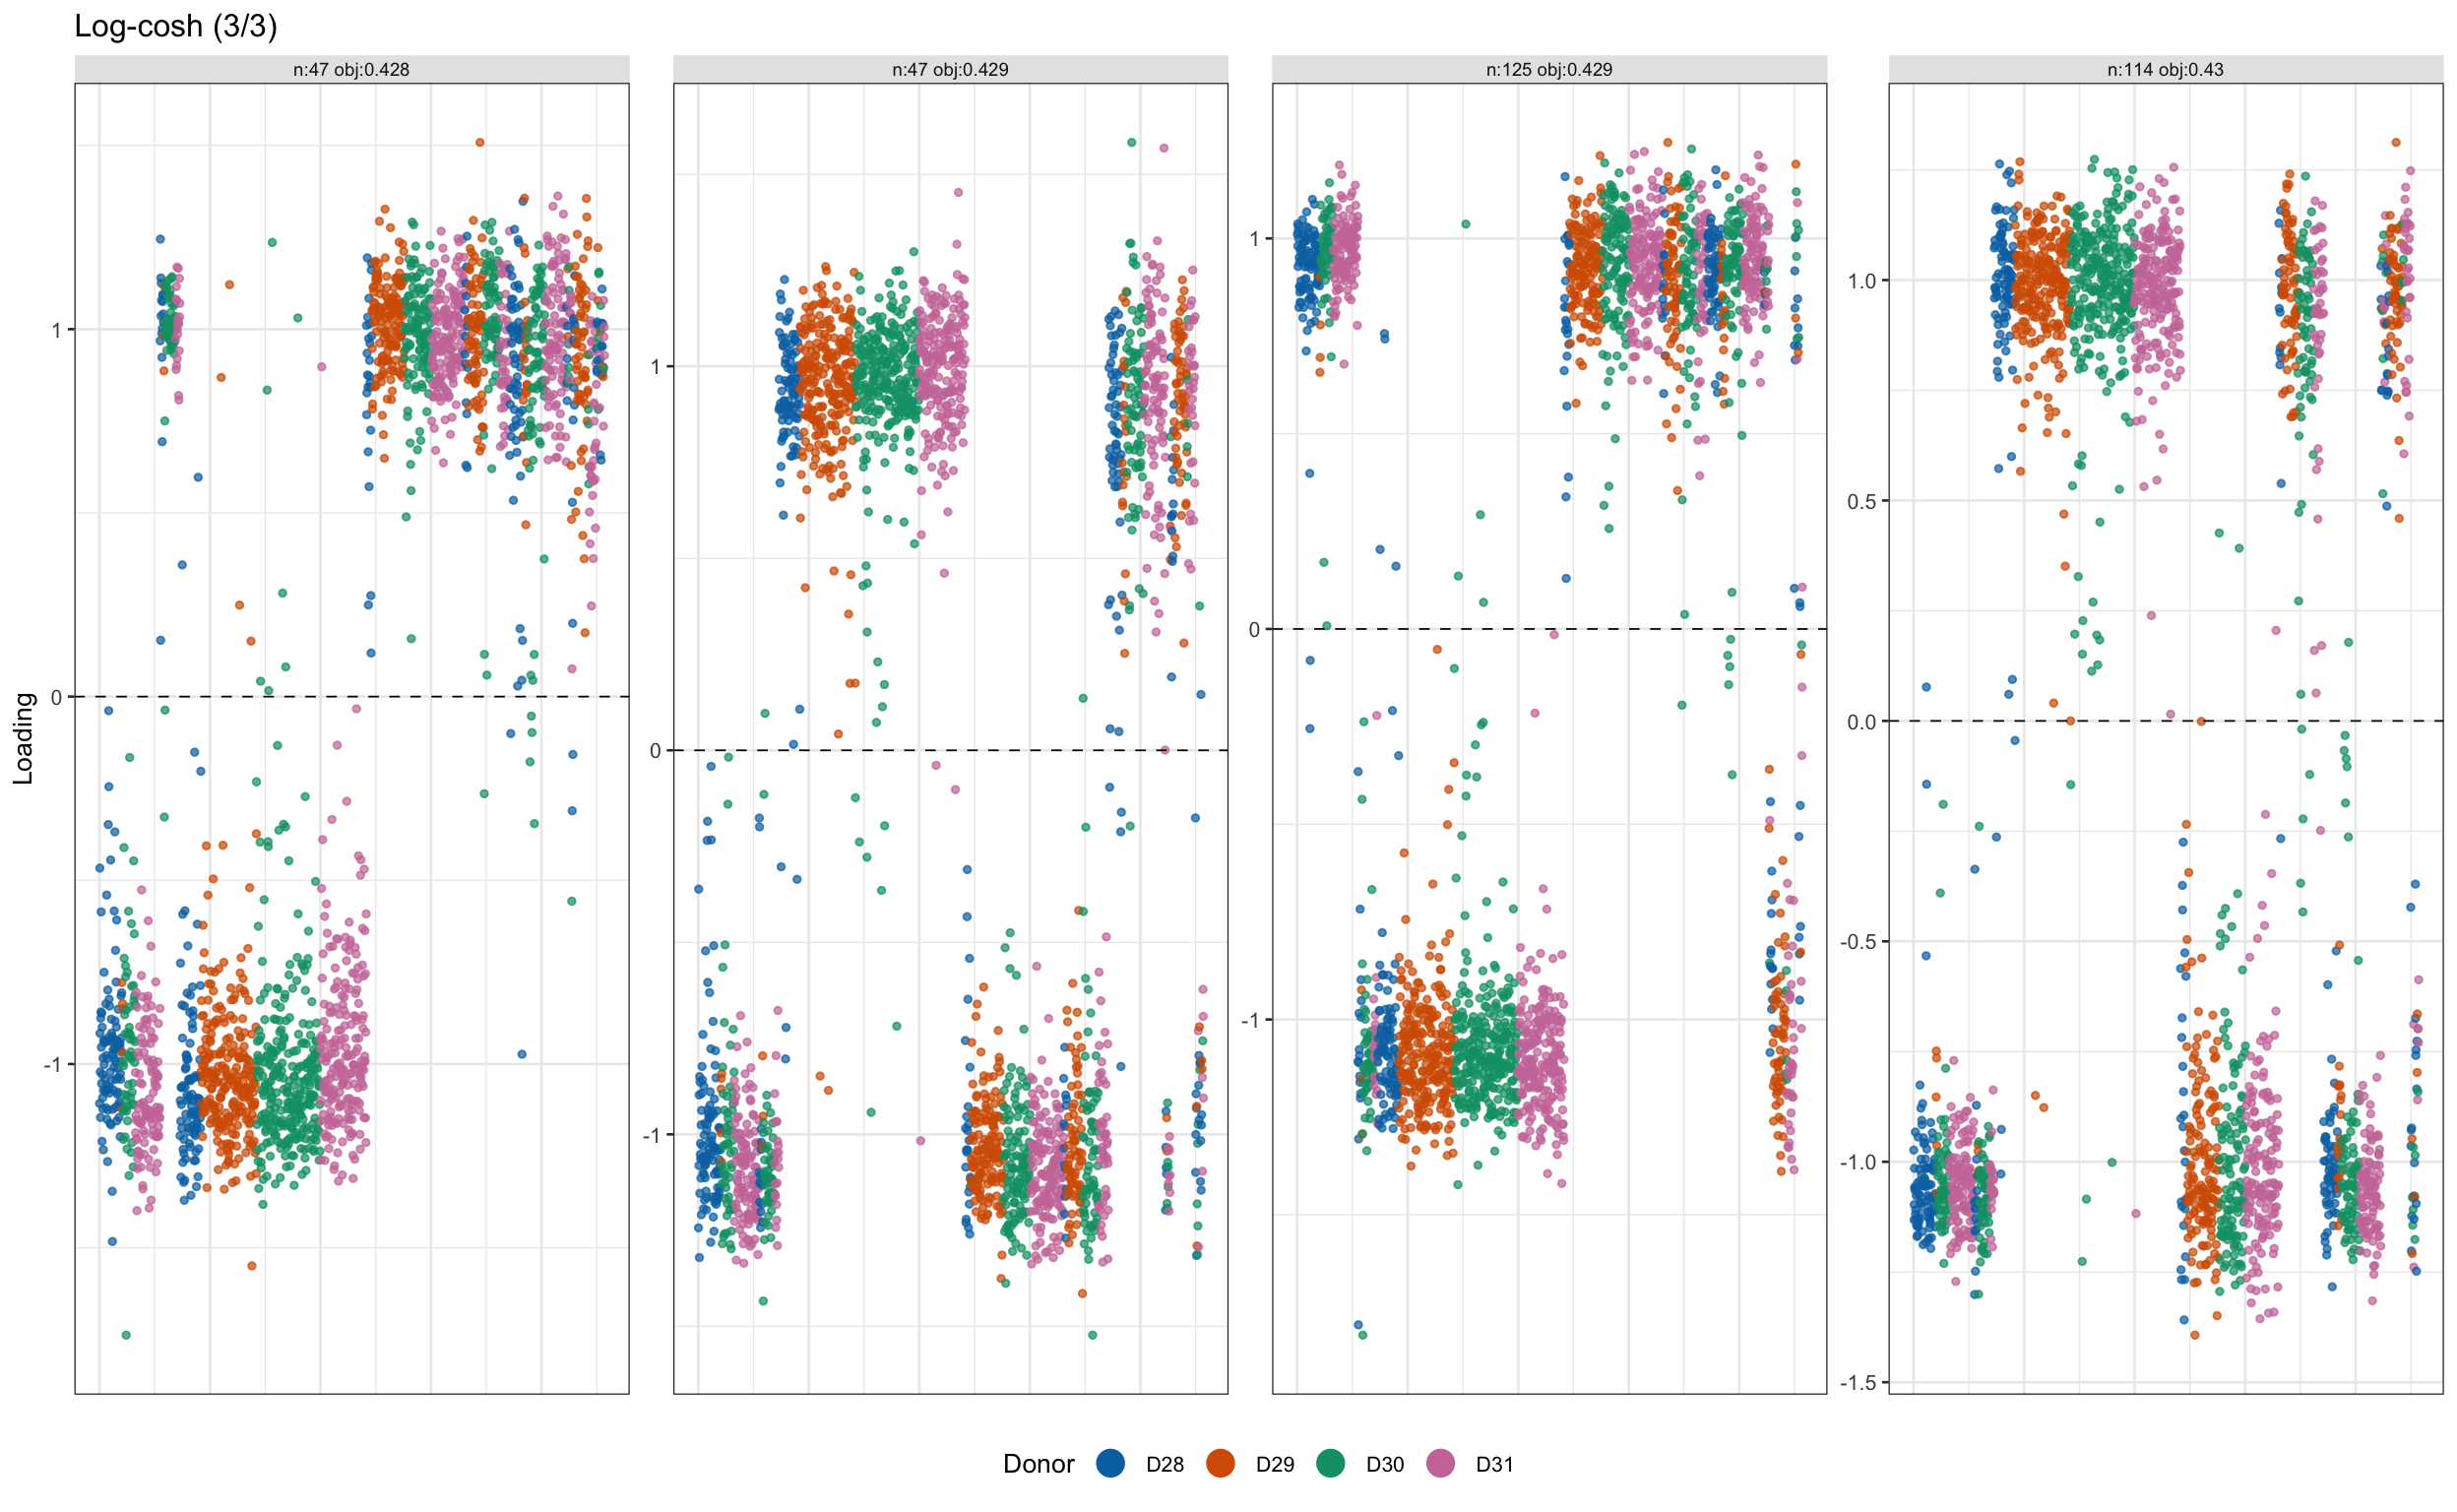 Log-cosh (3/3)
n:47 obj:0.428
n:47 obj:0.429
n:125 obj:0.429
n:114 obj:0.43
Loading
1
0
-1
1
0
-1
1
0
-1
1.0
0.5
0.0
-0.5
-1.0
-1.5
Donor D28 D29 D30 D31